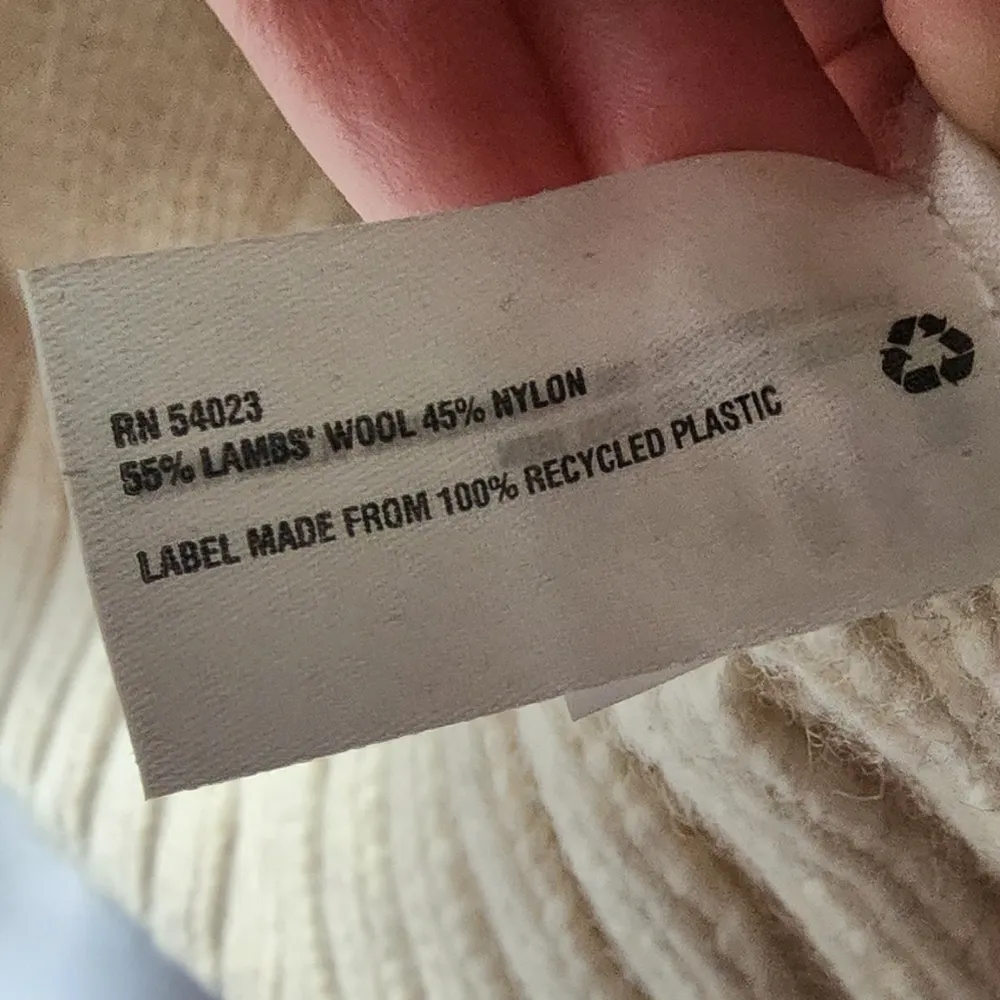 RN 54023
55% LAMBS' WOOL 45% NYLON
LABEL MADE FROM 100% RECYCLED PLASTIC